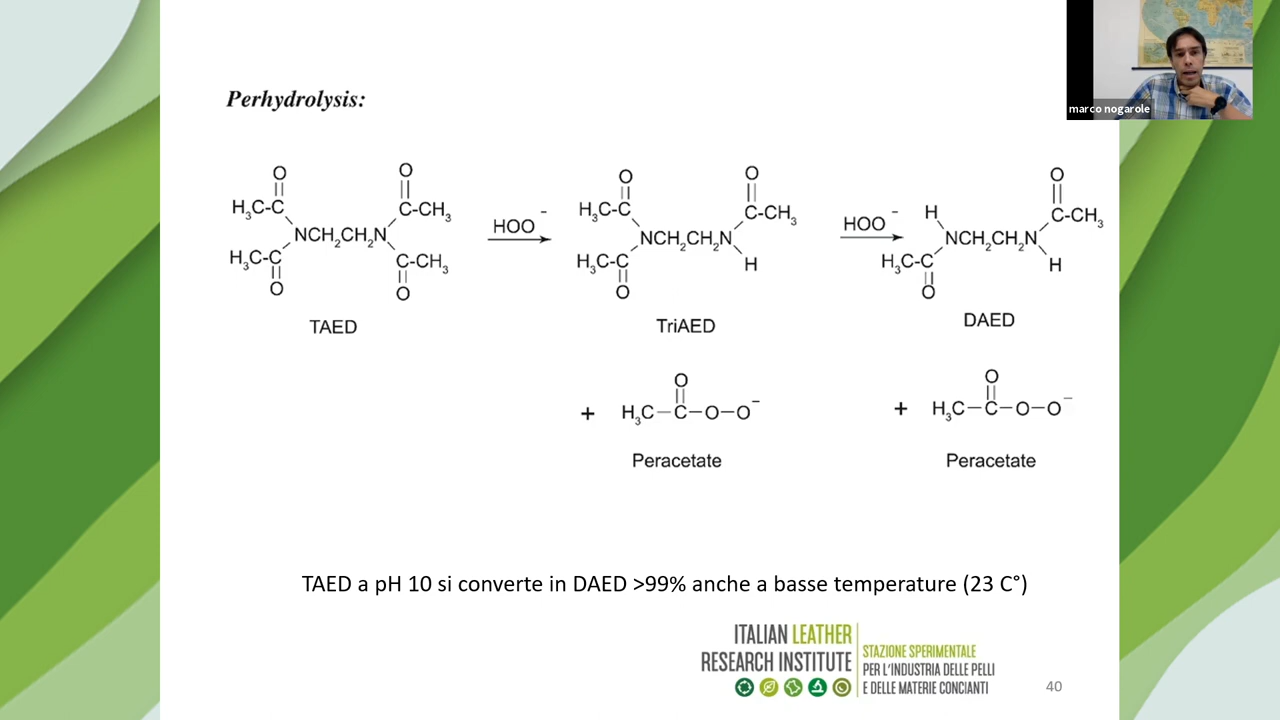 marco nogarole
Perhydrolysis:
O
O
H3C-C
C-CH3
NCH2CH2N
H3C-C
C-CH3
O
O
TAED
HOO⁻
O
O
H3C-C
C-CH3
NCH2CH2N
H3C-C
H
O
TriAED
HOO⁻
O
H
C-CH3
NCH2CH2N
H3C-C
H
O
DAED
+
O
H3C-C-O-O⁻
Peracetate
+
O
H3C-C-O-O⁻
Peracetate
TAED a pH 10 si converte in DAED >99% anche a basse temperature (23 C°)
ITALIAN LEATHER
RESEARCH INSTITUTE
STAZIONE SPERIMENTALE
PER L'INDUSTRIA DELLE PELLI
E DELLE MATERIE CONCIANTI
40